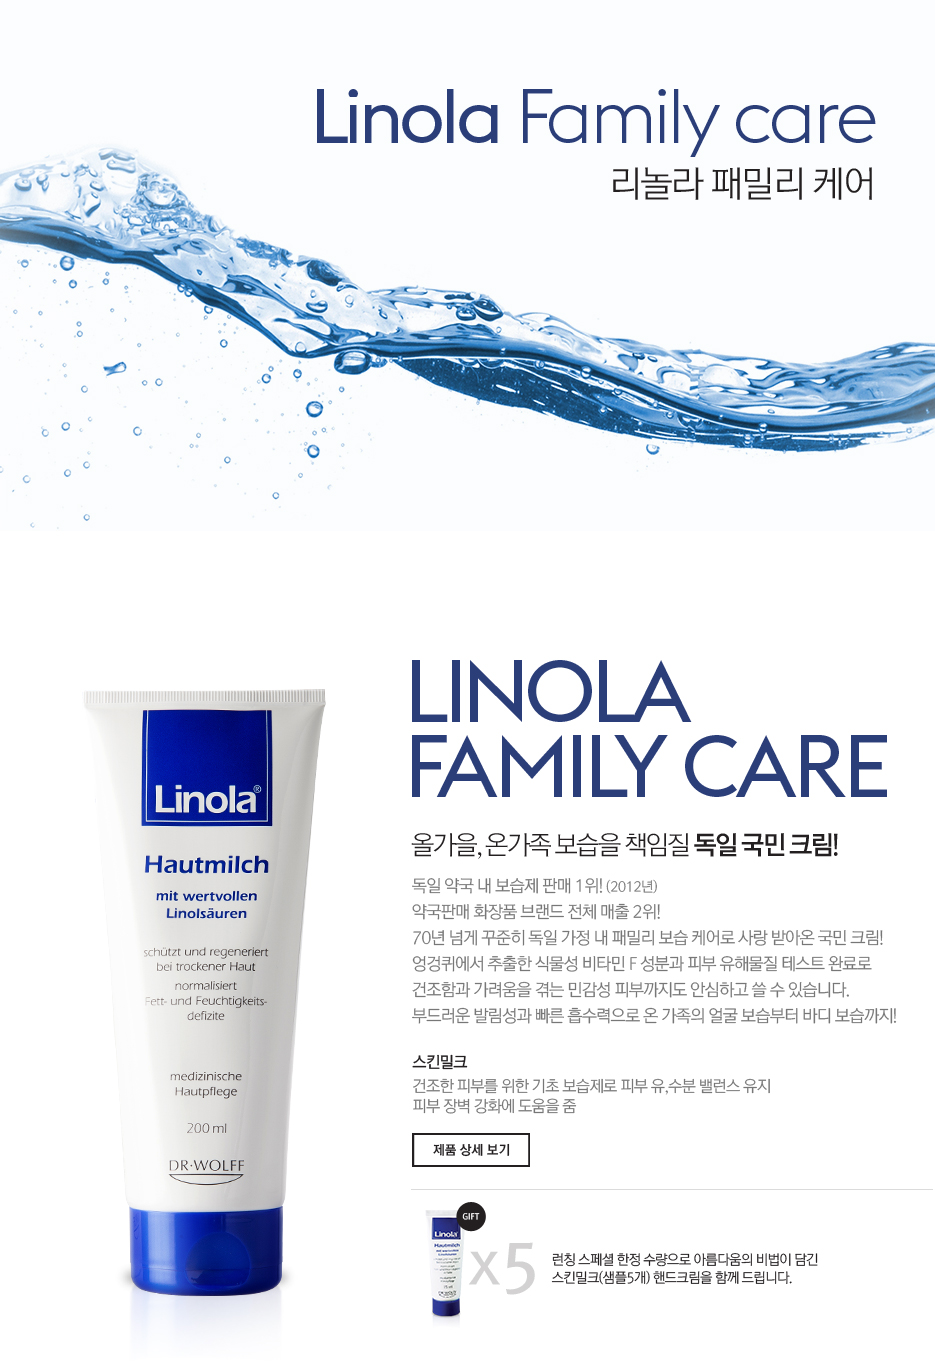 Linola Family care
리놀라 패밀리 케어
LINOLA
FAMILY CARE
올가을, 온가족 보습을 책임질 독일 국민 크림!
독일 약국 내 보습제 판매 1위! (2012년)
약국판매 화장품 브랜드 전체 매출 2위!
70년 넘게 꾸준히 독일 가정 내 패밀리 보습 케어로 사랑 받아온 국민 크림!
엉겅퀴에서 추출한 식물성 비타민 F 성분과 피부 유해물질 테스트 완료로
건조함과 가려움을 겪는 민감성 피부까지도 안심하고 쓸 수 있습니다.
부드러운 발림성과 빠른 흡수력으로 온 가족의 얼굴 보습부터 바디 보습까지!
스킨밀크
건조한 피부를 위한 기초 보습제로 피부 유,수분 밸런스 유지
피부 장벽 강화에 도움을 줌
제품 상세 보기
Linola®
Hautmilch
mit wertvollen
Linolsäuren
schützt und regeneriert
bei trockener Haut
normalisiert
Fett- und Feuchtigkeits-
defizite
medizinische
Hautpflege
200 ml
DR·WOLFF
GIFT
Linola
Hautmilch
x5
런칭 스페셜 한정 수량으로 아름다움의 비법이 담긴
스킨밀크(샘플5개) 핸드크림을 함께 드립니다.